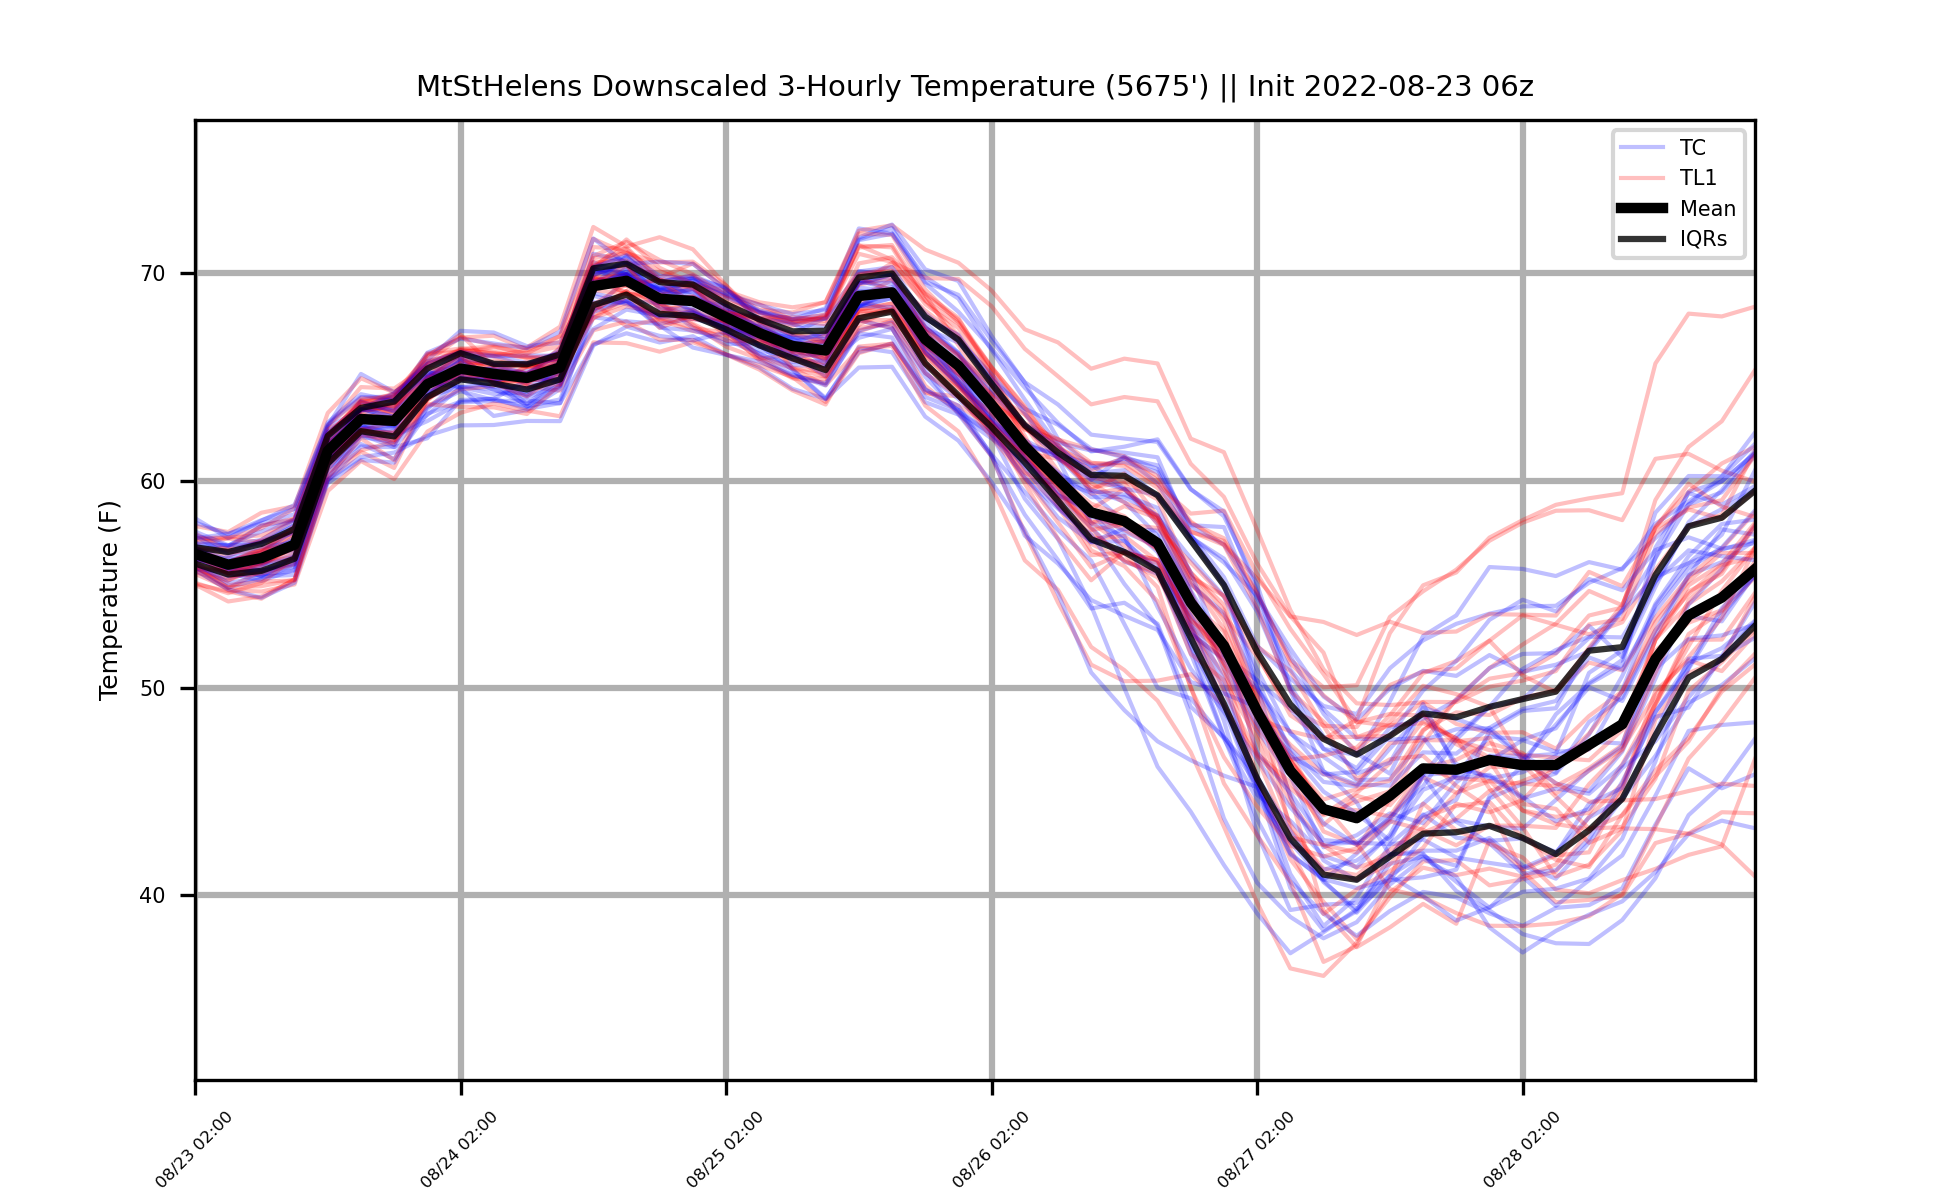 MtStHelens Downscaled 3-Hourly Temperature (5675') || Init 2022-08-23 06z
TC
TL1
Mean
IQRs
Temperature (F)
70
60
50
40
08/23 02:00
08/24 02:00
08/25 02:00
08/26 02:00
08/27 02:00
08/28 02:00